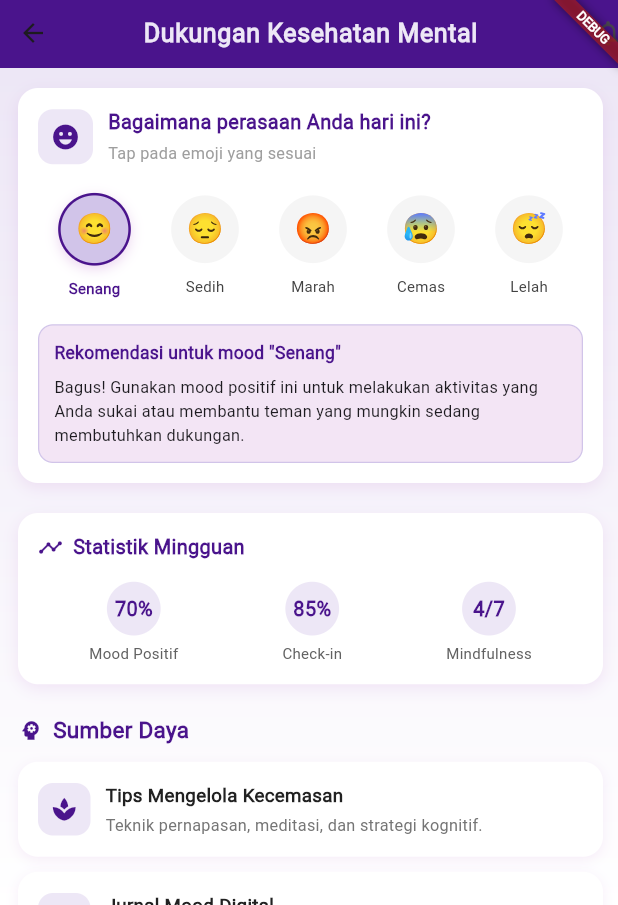 Dukungan Kesehatan Mental
DEBUG
Bagaimana perasaan Anda hari ini?
Tap pada emoji yang sesuai
Senang
Sedih
Marah
Cemas
Lelah
Rekomendasi untuk mood "Senang"
Bagus! Gunakan mood positif ini untuk melakukan aktivitas yang
Anda sukai atau membantu teman yang mungkin sedang
membutuhkan dukungan.
Statistik Mingguan
70%
85%
4/7
Mood Positif
Check-in
Mindfulness
Sumber Daya
Tips Mengelola Kecemasan
Teknik pernapasan, meditasi, dan strategi kognitif.
Jurnal Mood Digital